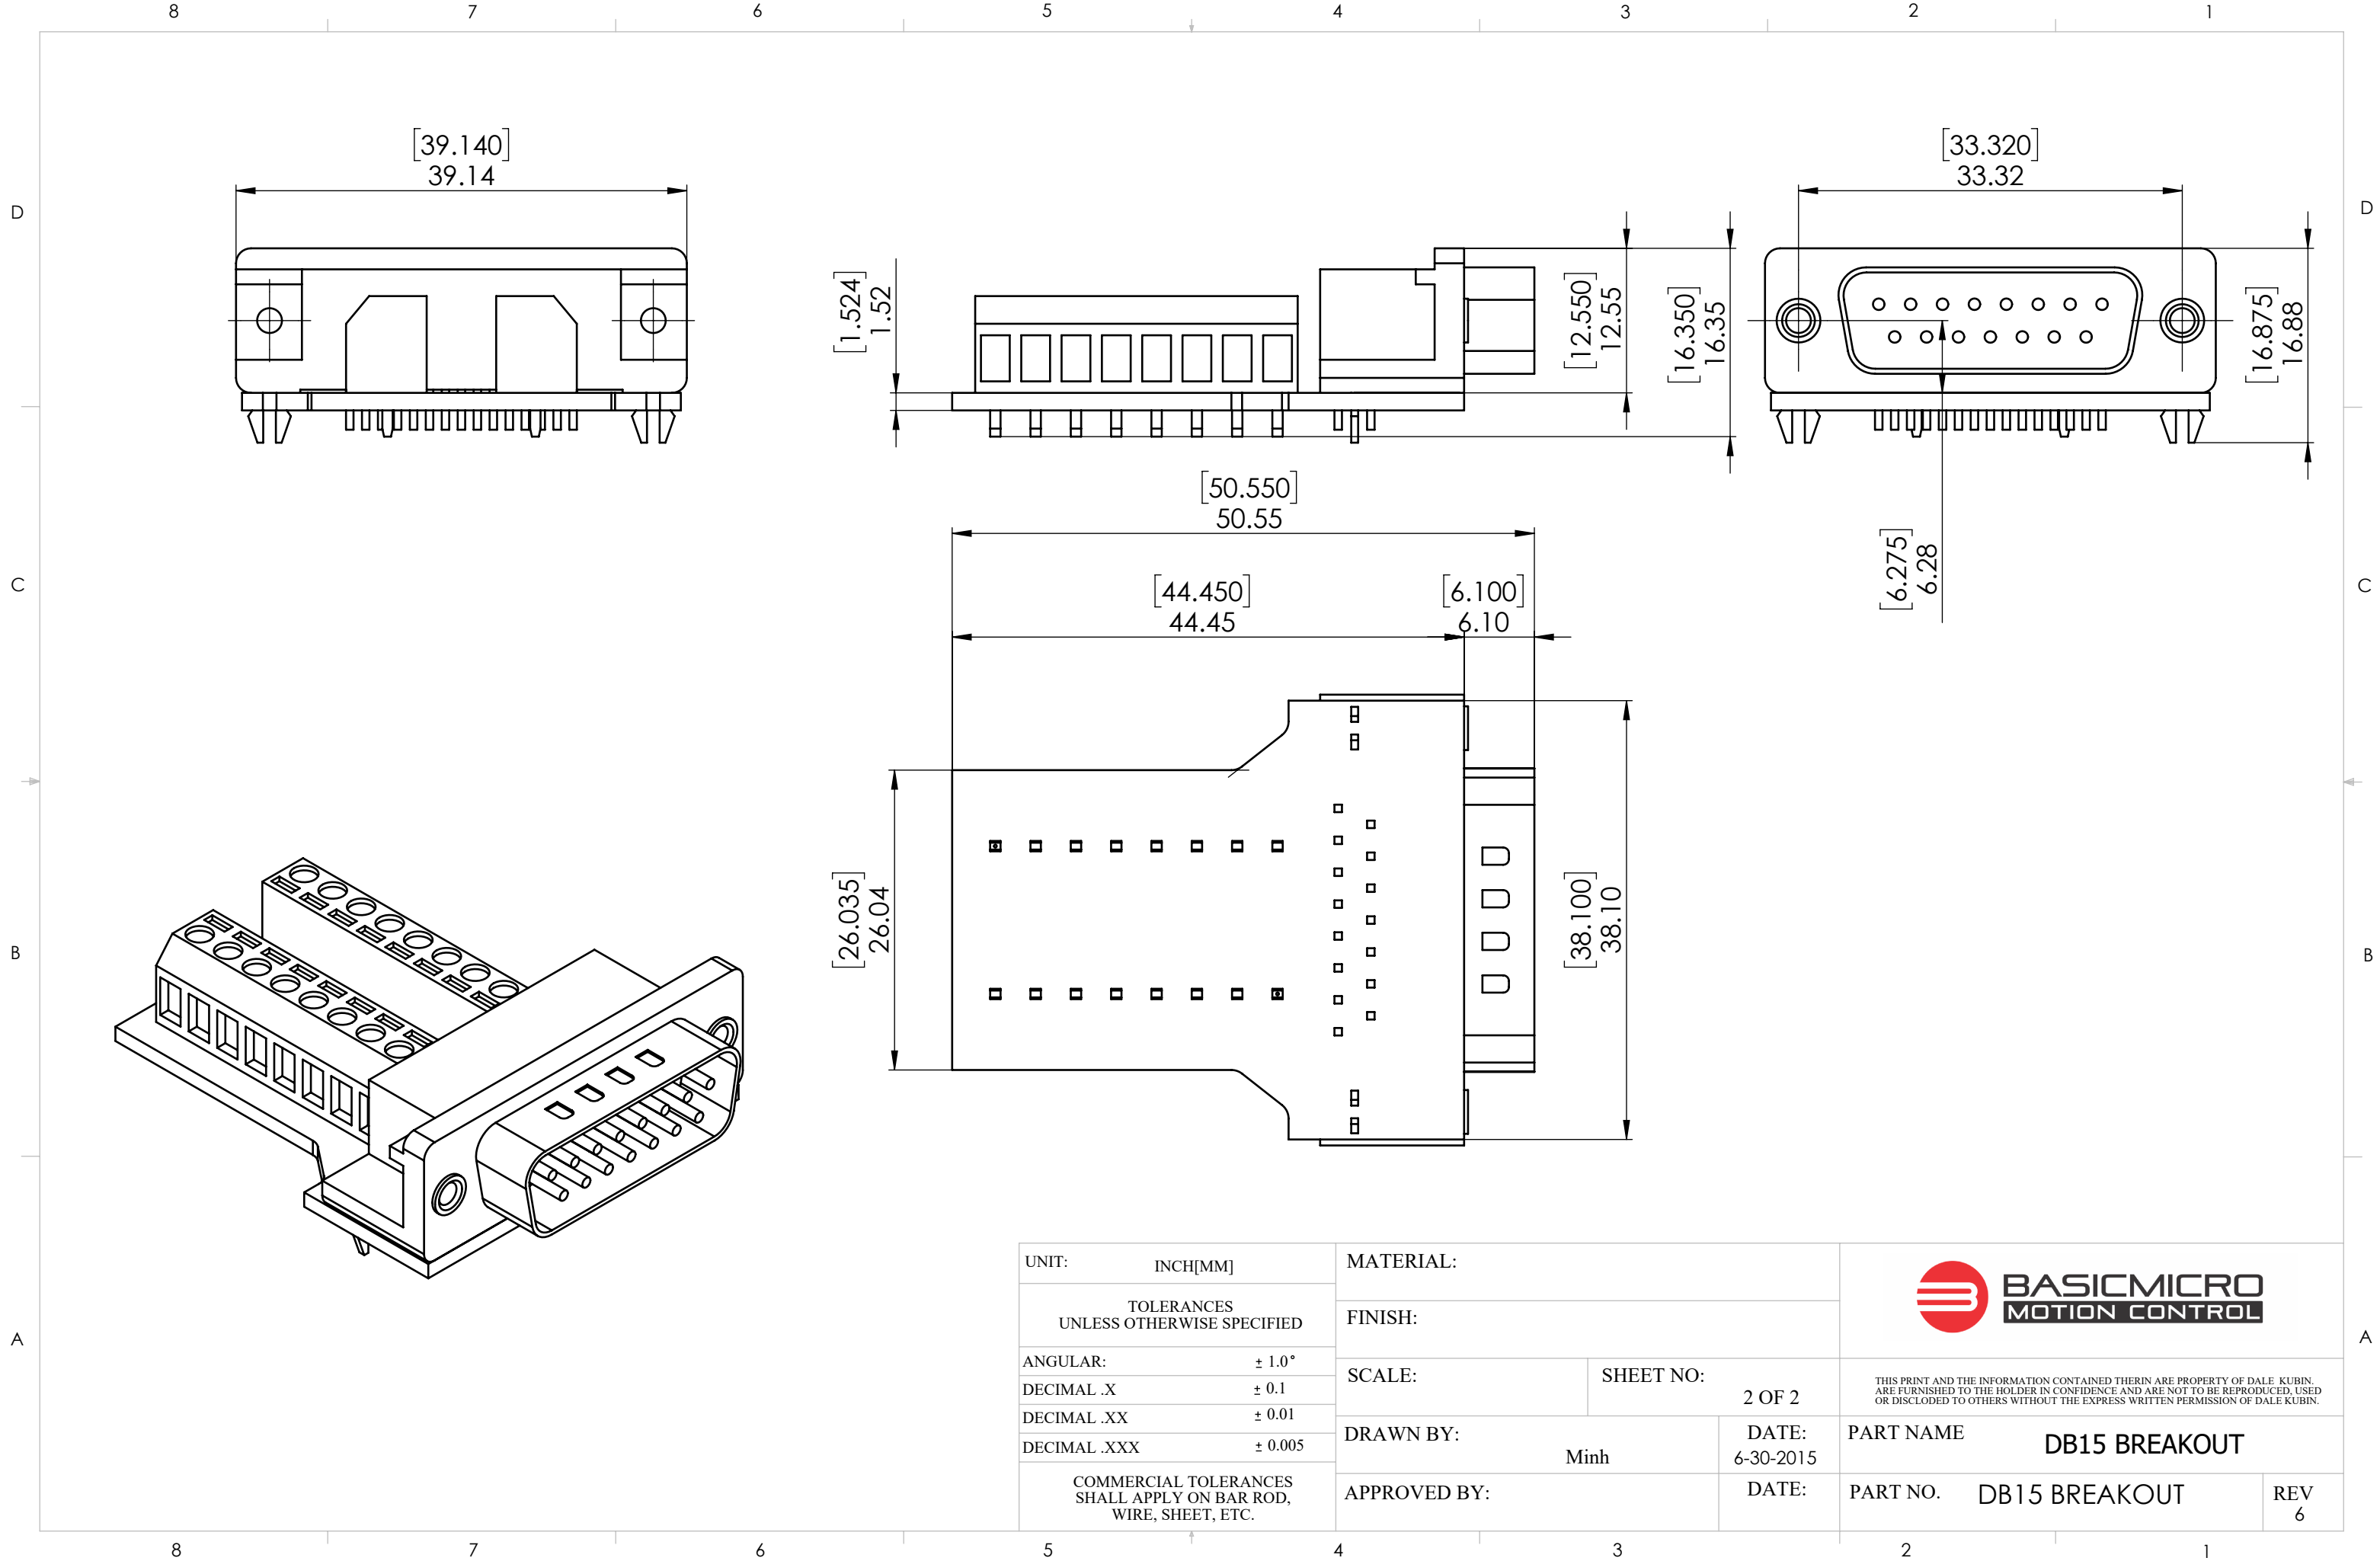 8 7 6 5 4 3 2 1
D D
C C
B B
A A
[39.140]
39.14
[1.524]
1.52
[12.550]
12.55
[16.350]
16.35
[33.320]
33.32
[16.875]
16.88
[6.275]
6.28
[50.550]
50.55
[44.450]
44.45
[6.100]
6.10
[26.035]
26.04
[38.100]
38.10
UNIT: INCH[MM]
TOLERANCES
UNLESS OTHERWISE SPECIFIED
ANGULAR: ± 1.0°
DECIMAL .X ± 0.1
DECIMAL .XX ± 0.01
DECIMAL .XXX ± 0.005
COMMERCIAL TOLERANCES
SHALL APPLY ON BAR ROD,
WIRE, SHEET, ETC.
MATERIAL:
FINISH:
SCALE:
SHEET NO:
2 OF 2
DRAWN BY:
Minh
DATE:
6-30-2015
APPROVED BY:
DATE:
BASICMICRO
MOTION CONTROL
THIS PRINT AND THE INFORMATION CONTAINED THERIN ARE PROPERTY OF DALE KUBIN.
ARE FURNISHED TO THE HOLDER IN CONFIDENCE AND ARE NOT TO BE REPRODUCED, USED
OR DISCLODED TO OTHERS WITHOUT THE EXPRESS WRITTEN PERMISSION OF DALE KUBIN.
PART NAME
DB15 BREAKOUT
PART NO. DB15 BREAKOUT
REV
6
8 7 6 5 4 3 2 1